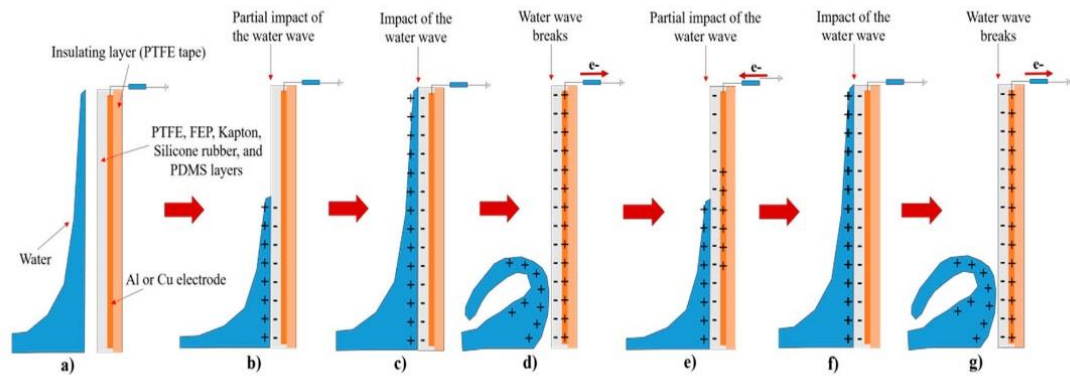 Insulating layer (PTFE tape)
PTFE, FEP, Kapton,
Silicone rubber, and
PDMS layers
Water
Al or Cu electrode
a)
Partial impact of
the water wave
b)
Impact of the
water wave
c)
Water wave
breaks
e-
d)
Partial impact of the
water wave
e-
e)
Impact of the
water wave
f)
Water wave
breaks
e-
g)